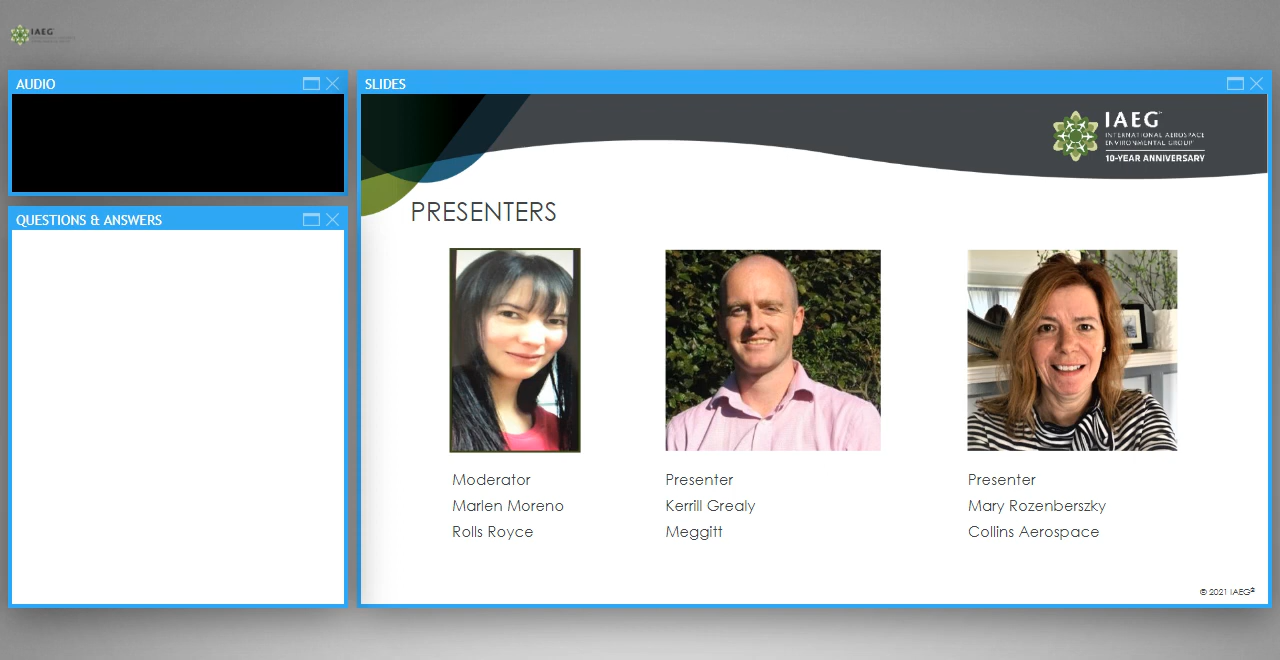 IAEG
AUDIO
QUESTIONS & ANSWERS
SLIDES
IAEG™
INTERNATIONAL AEROSPACE
ENVIRONMENTAL GROUP
10-YEAR ANNIVERSARY
PRESENTERS
Moderator
Marlen Moreno
Rolls Royce
Presenter
Kerrill Grealy
Meggitt
Presenter
Mary Rozenberszky
Collins Aerospace
© 2021 IAEG®